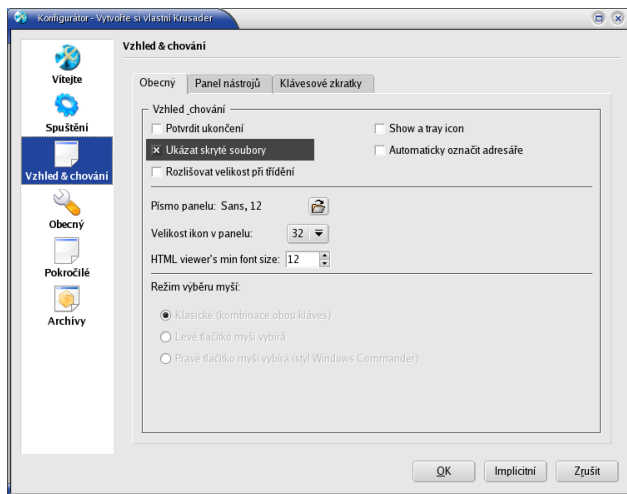 Konfigurátor - Vytvořte si vlastní Krusader
Vítejte
Spuštění
Vzhled & chování
Obecný
Pokročilé
Archívy
Vzhled & chování
Obecný
Panel nástrojů
Klávesové zkratky
Vzhled _chování
Potvrdit ukončení
Show a tray icon
Ukázat skryté soubory
Automaticky označit adresáře
Rozlišovat velikost při třídění
Písmo panelu: Sans, 12
Velikost ikon v panelu: 32
HTML viewer's min font size: 12
Režim výběru myší:
Klasické (kombinace obou kláves)
Levé tlačítko myši vybírá
Pravé tlačítko myši vybírá (styl Windows Commander)
OK
Implicitní
Zrušit